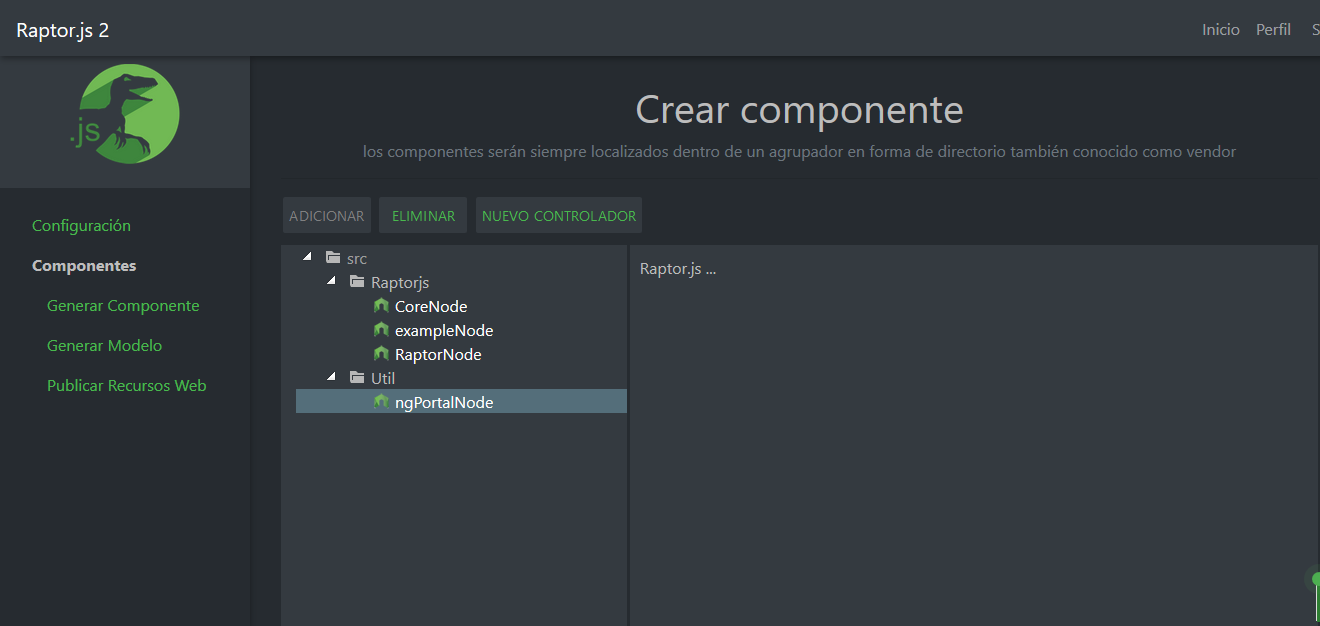 Raptor.js 2
Inicio Perfil S
.js
Crear componente
los componentes serán siempre localizados dentro de un agrupador en forma de directorio también conocido como vendor
Configuración
Componentes
Generar Componente
Generar Modelo
Publicar Recursos Web
ADICIONAR ELIMINAR NUEVO CONTROLADOR
src
Raptorjs
CoreNode
exampleNode
RaptorNode
Util
ngPortalNode
Raptor.js ...